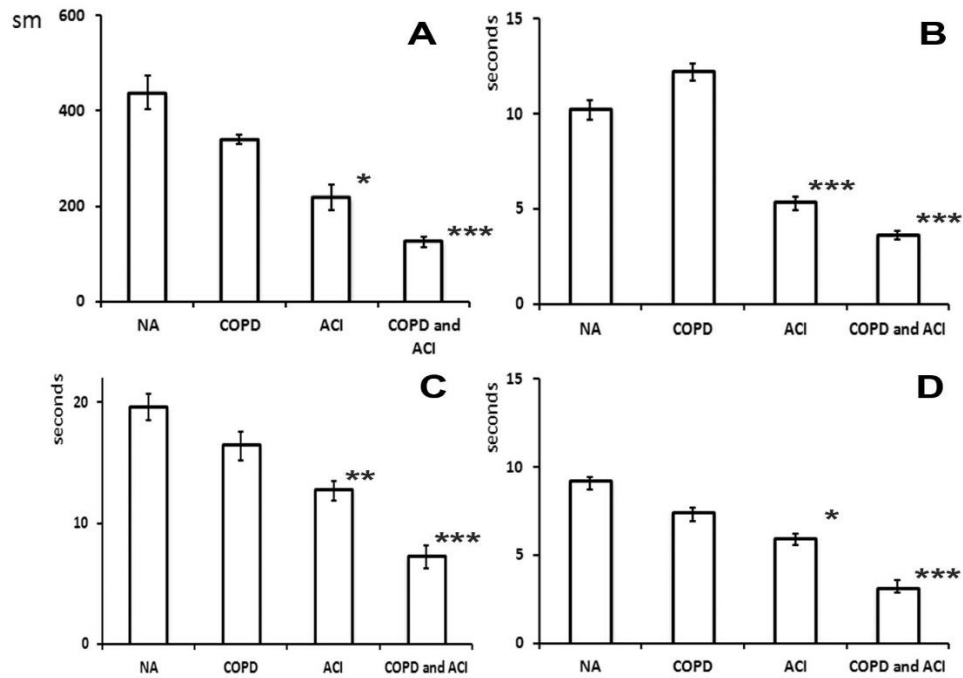 sm
A
600
400
200
0
*
***
NA COPD ACI COPD and
ACI
B
seconds
15
10
5
0
***
***
NA COPD ACI COPD and ACI
C
seconds
20
10
0
**
***
NA COPD ACI COPD and ACI
D
seconds
15
10
5
0
*
***
NA COPD ACI COPD and ACI